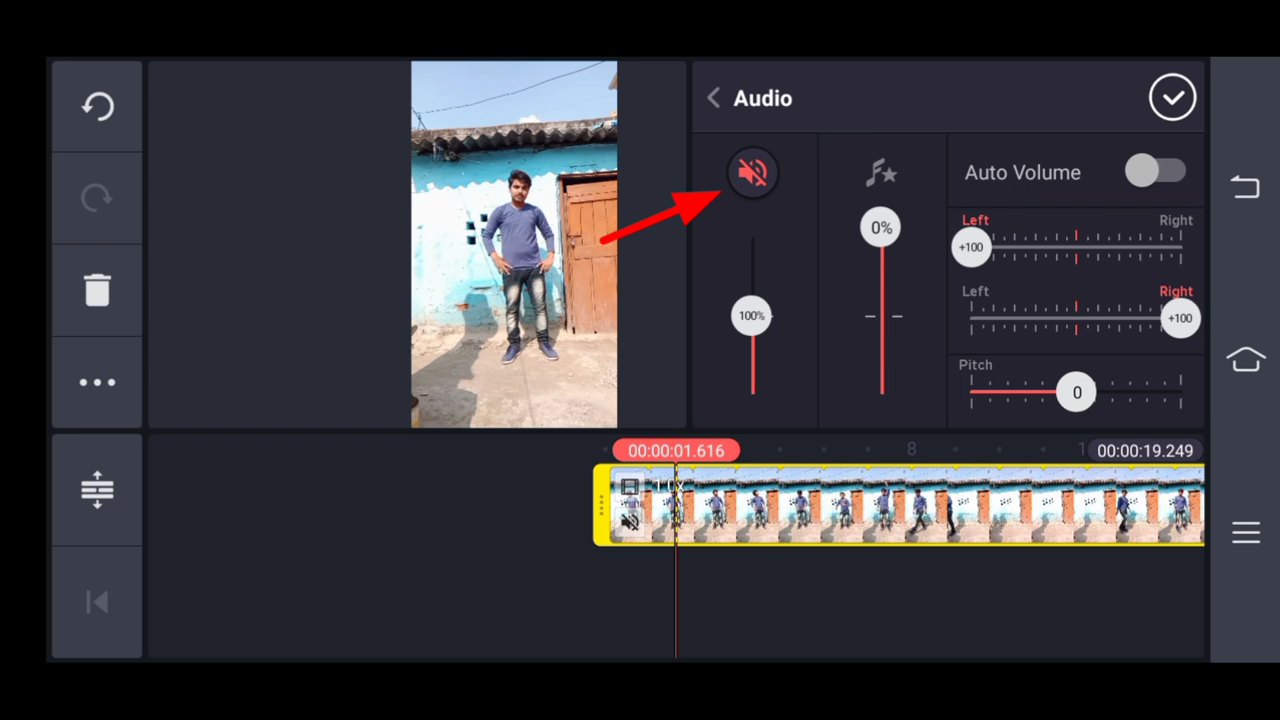 Audio
Auto Volume
0%
Left Right
+100
100%
Left Right
+100
Pitch
0
00:00:01.616
8
1
00:00:19.249